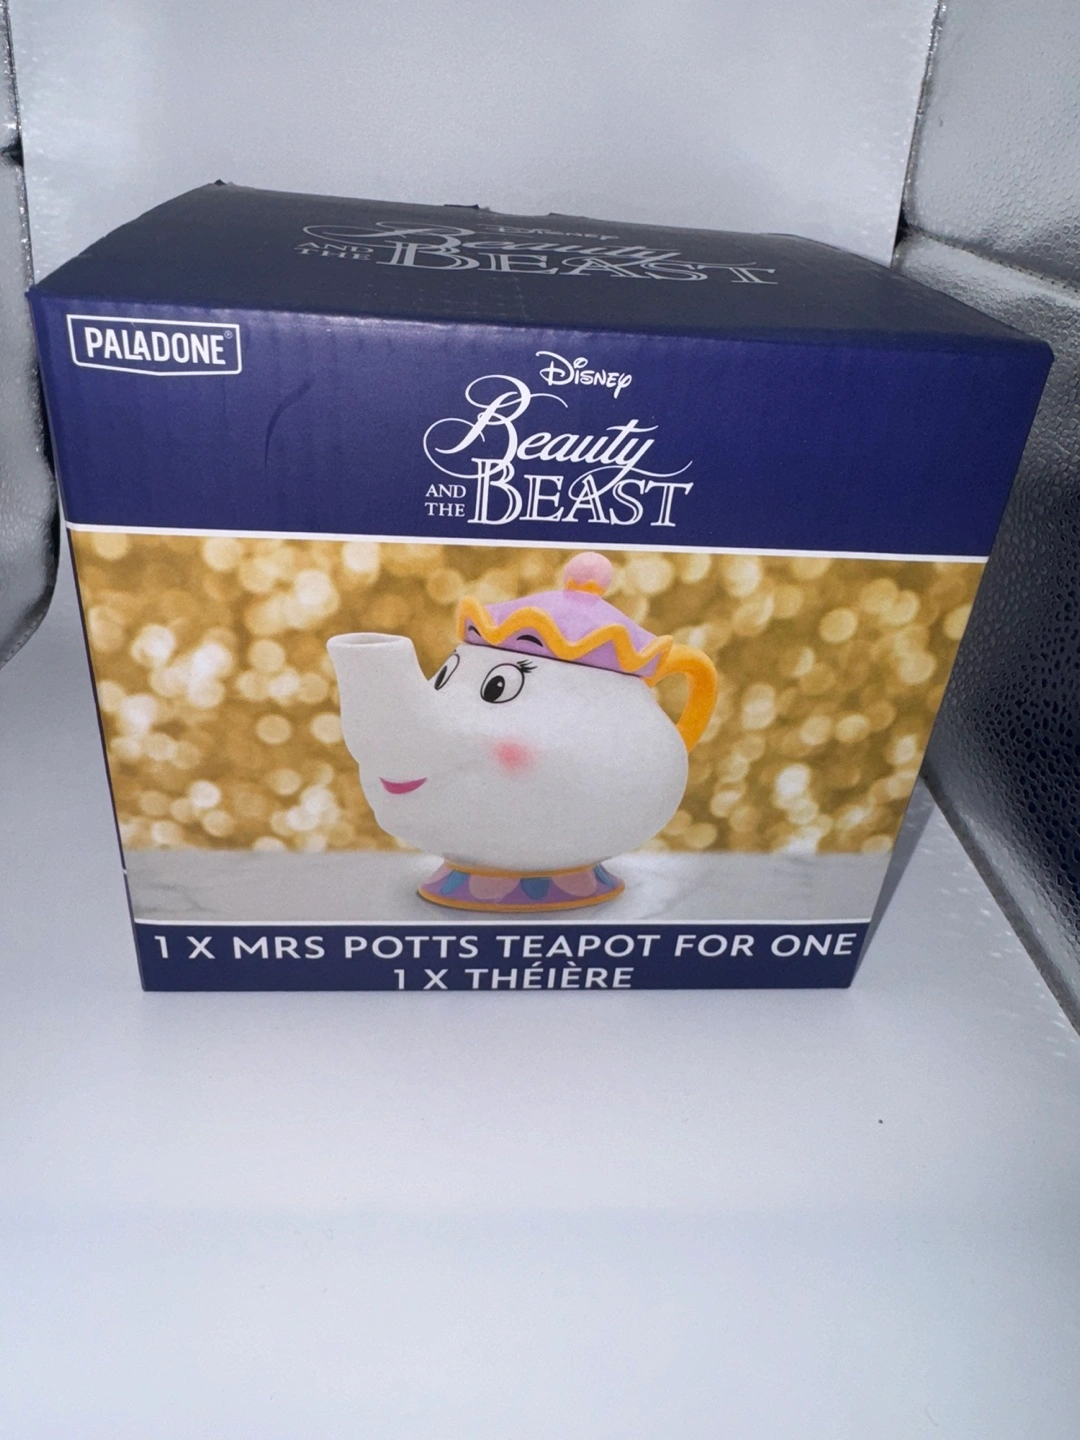 Disney
Beauty
AND
THE
BEAST
PALADONE®
Disney
Beauty
AND
THE
BEAST
1 X MRS POTTS TEAPOT FOR ONE
1 X THÉIÈRE